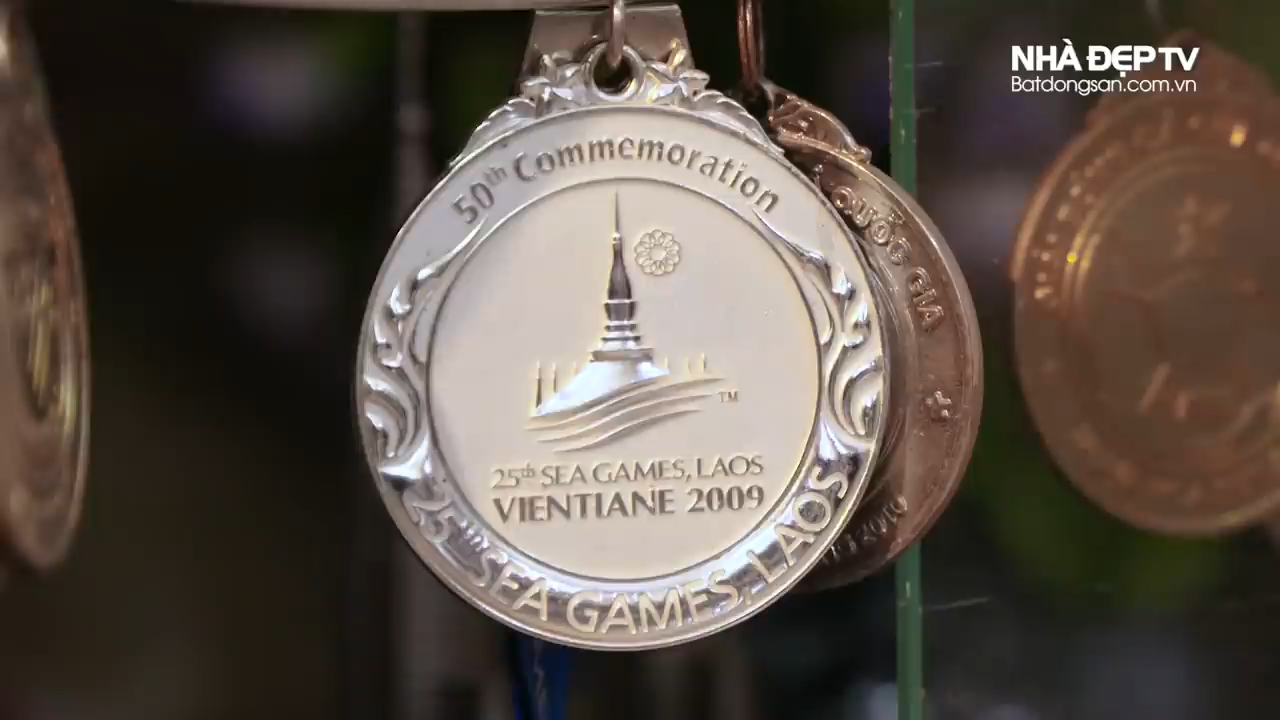 NHÀ ĐẸP TV
Batdongsan.com.vn
50th Commemoration
TM
25th SEA GAMES, LAOS
VIENTIANE 2009
25th SEA GAMES, LAOS
QUỐC GIA
2010